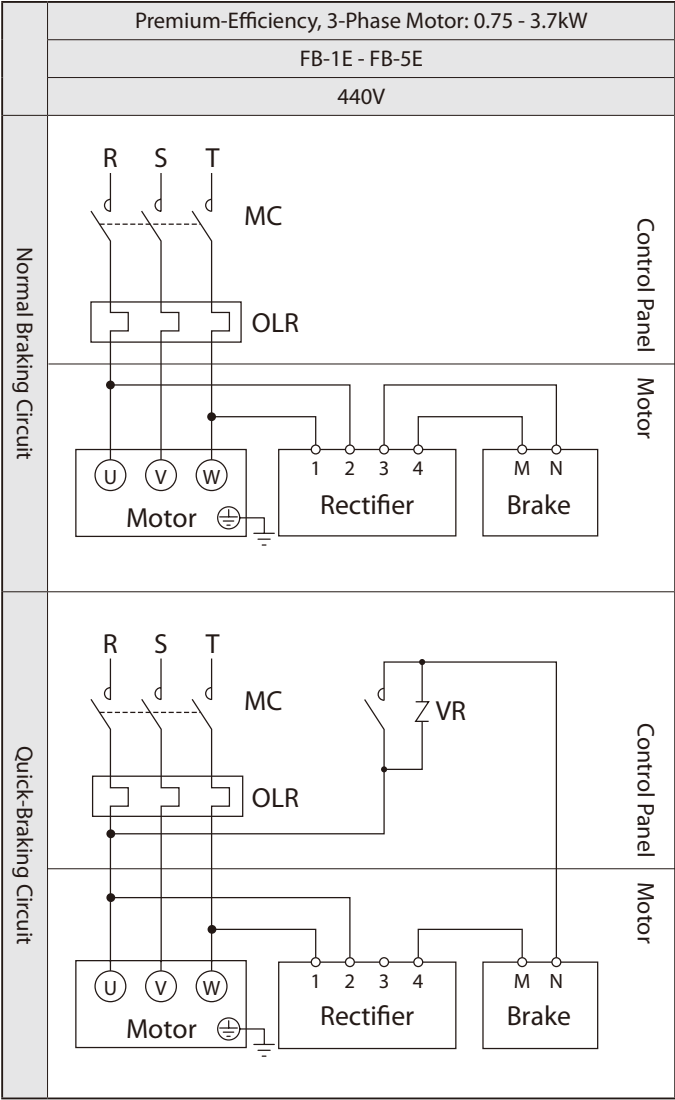 Premium-Efficiency, 3-Phase Motor: 0.75 - 3.7kW
FB-1E - FB-5E
440V
Normal Braking Circuit
R S T
MC
OLR
Control Panel
Motor
U V W
Motor
1 2 3 4
Rectifier
M N
Brake
Quick-Braking Circuit
R S T
MC
VR
OLR
Control Panel
Motor
U V W
Motor
1 2 3 4
Rectifier
M N
Brake